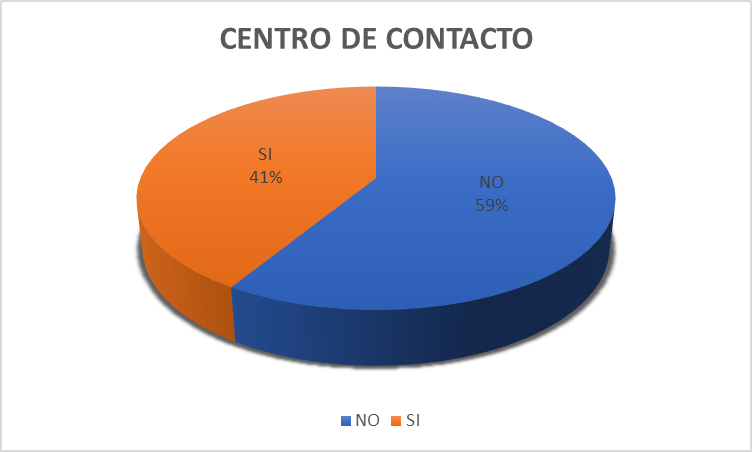 CENTRO DE CONTACTO
SI
41%
NO
59%
NO SI